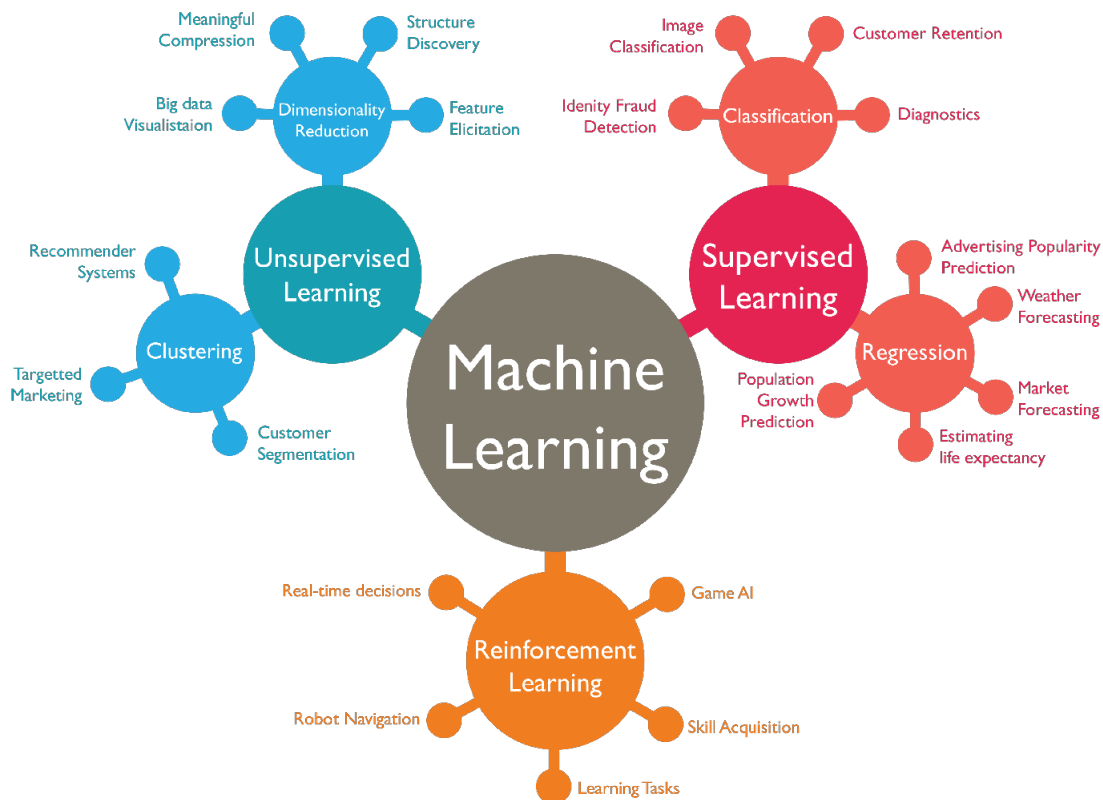 Machine
Learning
Unsupervised
Learning
Dimensionality
Reduction
Meaningful
Compression
Structure
Discovery
Big data
Visualistaion
Feature
Elicitation
Clustering
Recommender
Systems
Targetted
Marketing
Customer
Segmentation
Supervised
Learning
Classification
Image
Classification
Customer Retention
Idenity Fraud
Detection
Diagnostics
Regression
Advertising Popularity
Prediction
Weather
Forecasting
Population
Growth
Prediction
Market
Forecasting
Estimating
life expectancy
Reinforcement
Learning
Real-time decisions
Game AI
Robot Navigation
Skill Acquisition
Learning Tasks